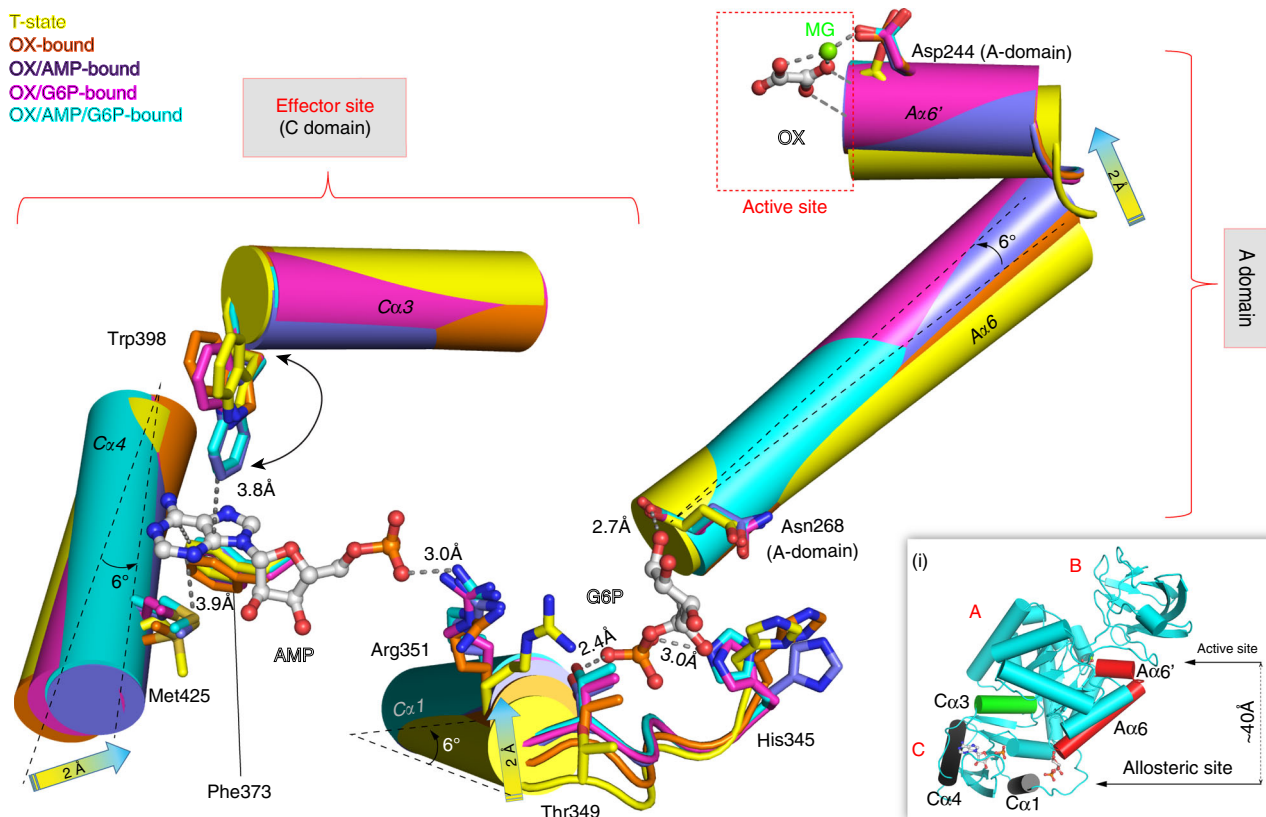 T-state
OX-bound
OX/AMP-bound
OX/G6P-bound
OX/AMP/G6P-bound
Effector site
(C domain)
MG
Asp244 (A-domain)
Aα6'
OX
Active site
2 Å
6°
Aα6
A domain
Cα3
Trp398
Cα4
3.8Å
6°
3.9Å
3.0Å
AMP
Met425
2 Å
Phe373
Arg351
Cα1
6°
2 Å
Thr349
2.7Å
Asn268
(A-domain)
G6P
2.4Å
3.0Å
His345
(i)
B
A
Active site
Aα6'
Cα3
Aα6
~40Å
C
Allosteric site
Cα4
Cα1